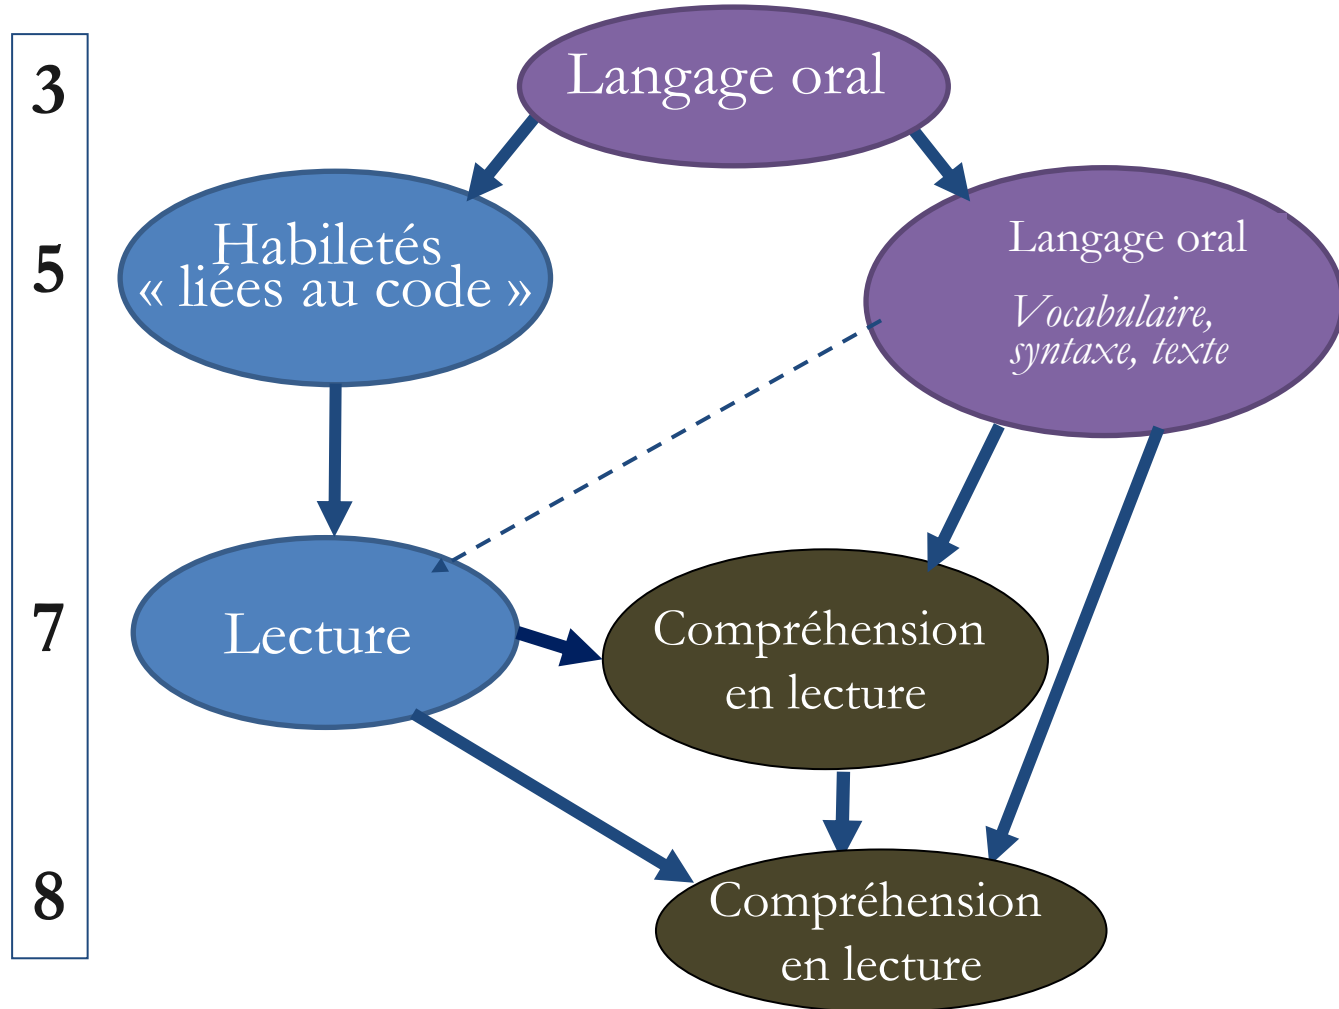 3
Langage oral
5
Habiletés
« liées au code »
Langage oral
Vocabulaire,
syntaxe, texte
7
Lecture
Compréhension
en lecture
8
Compréhension
en lecture